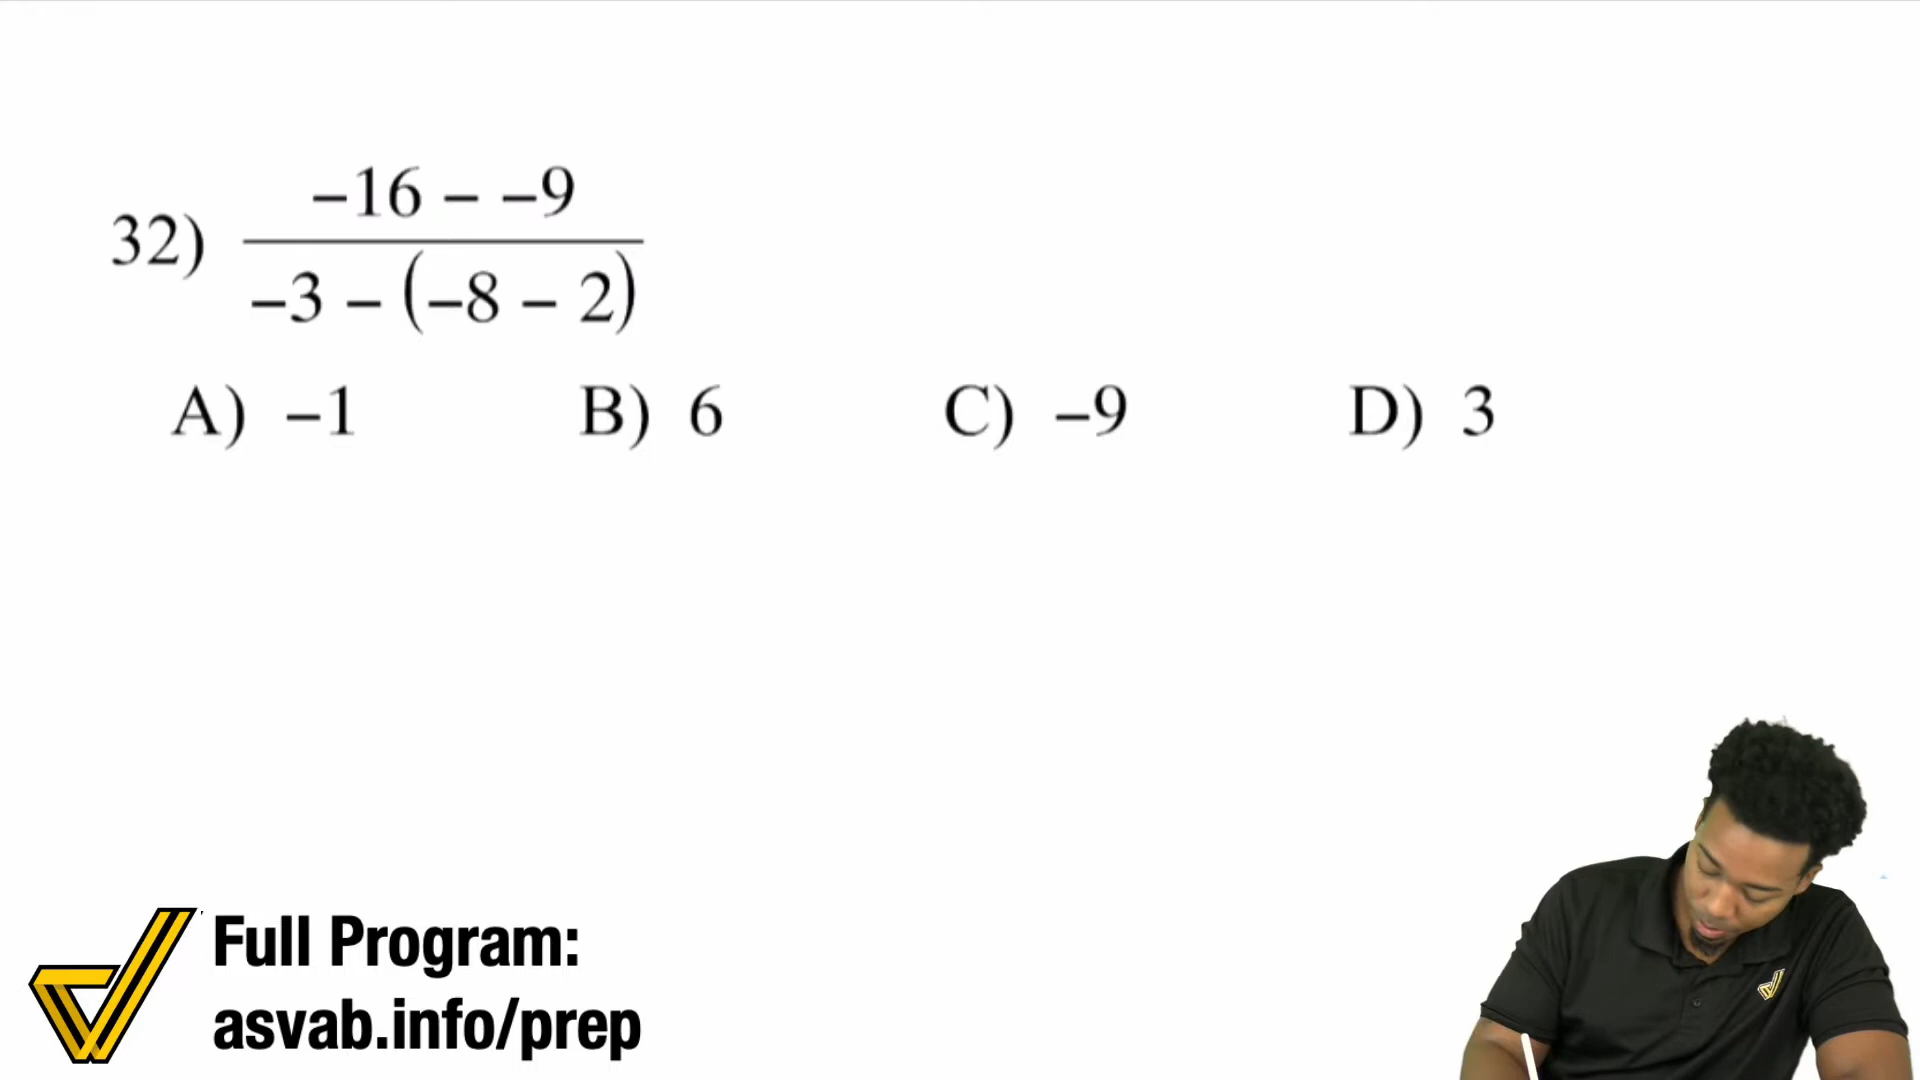 32) −16 − −9
−3 − (−8 − 2)
A) −1 B) 6 C) −9 D) 3
Full Program:
asvab.info/prep